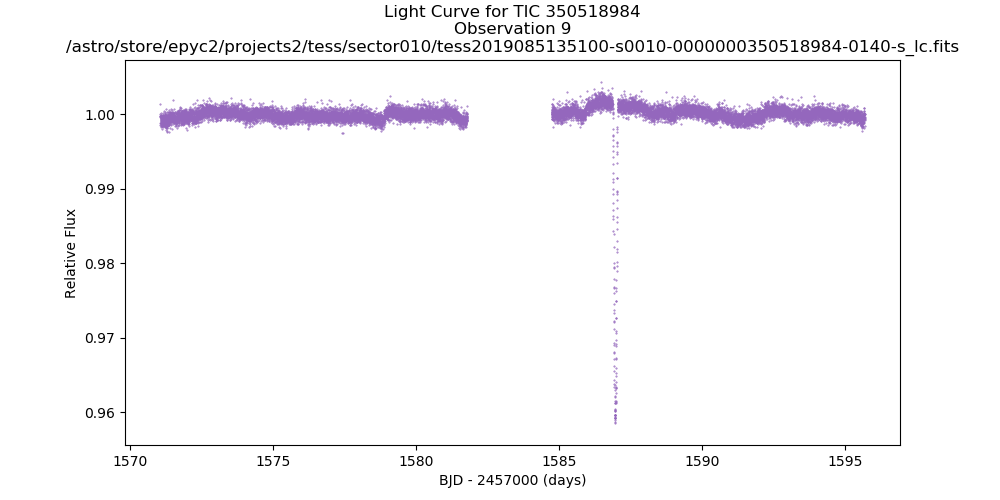 Light Curve for TIC 350518984
Observation 9
/astro/store/epyc2/projects2/tess/sector010/tess2019085135100-s0010-0000000350518984-0140-s_lc.fits
1.00
0.99
0.98
0.97
0.96
Relative Flux
1570
1575
1580
1585
1590
1595
BJD - 2457000 (days)